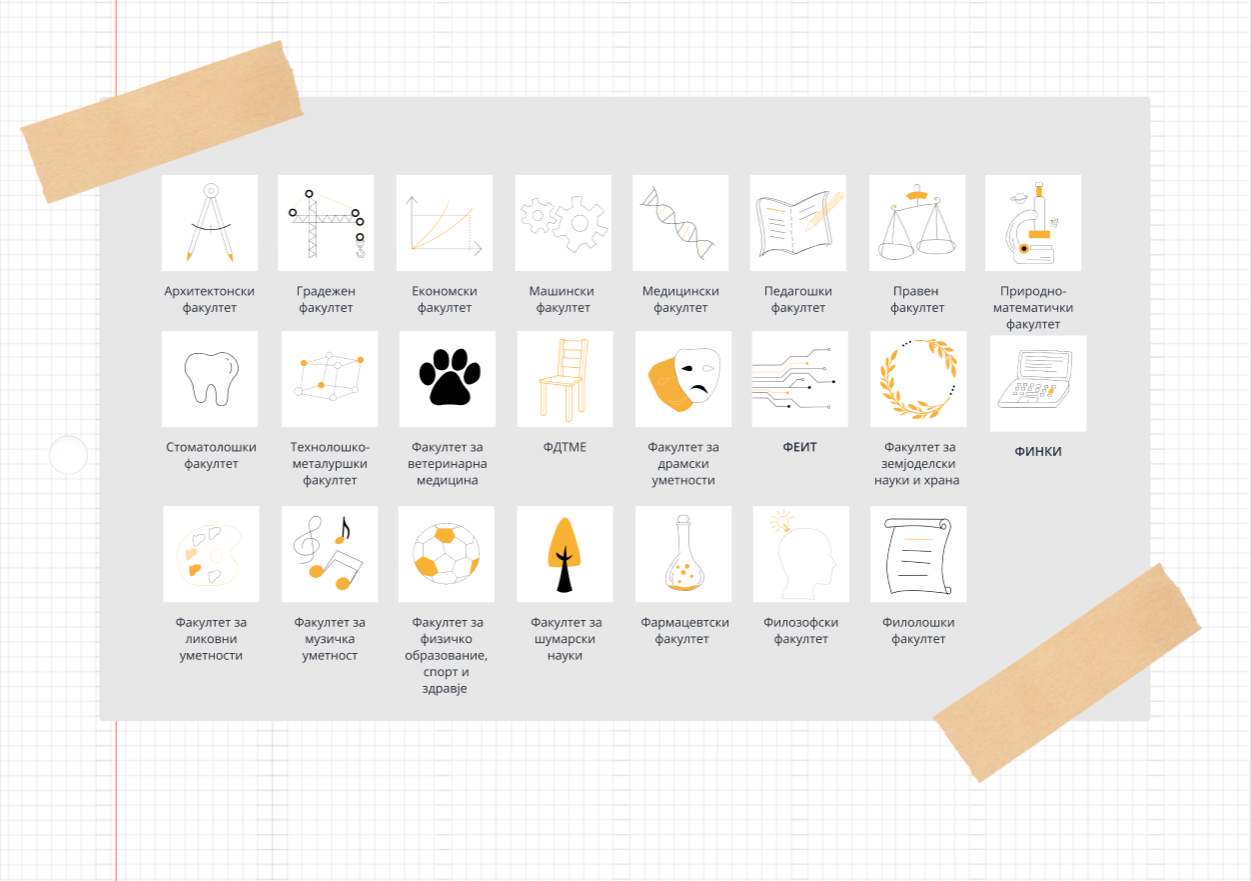 Архитектонски
факултет
Градежен
факултет
Економски
факултет
Машински
факултет
Медицински
факултет
Педагошки
факултет
Правен
факултет
Природно-
математички
факултет
Стоматолошки
факултет
Технолошко-
металуршки
факултет
Факултет за
ветеринарна
медицина
ФДТМЕ
Факултет за
драмски
уметности
ФЕИТ
Факултет за
земјоделски
науки и храна
ФИНКИ
Факултет за
ликовни
уметности
Факултет за
музичка
уметност
Факултет за
физичко
образование,
спорт и
здравје
Факултет за
шумарски
науки
Фармацевтски
факултет
Филозофски
факултет
Филолошки
факултет